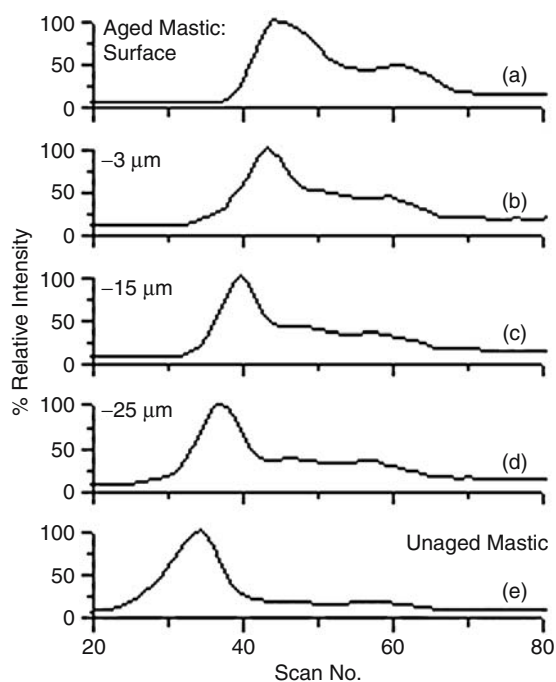 Aged Mastic:
Surface
100
50
0
(a)
−3 μm
100
50
0
(b)
−15 μm
100
50
0
(c)
−25 μm
100
50
0
(d)
Unaged Mastic
100
50
0
(e)
20 40 60 80
Scan No.
% Relative Intensity